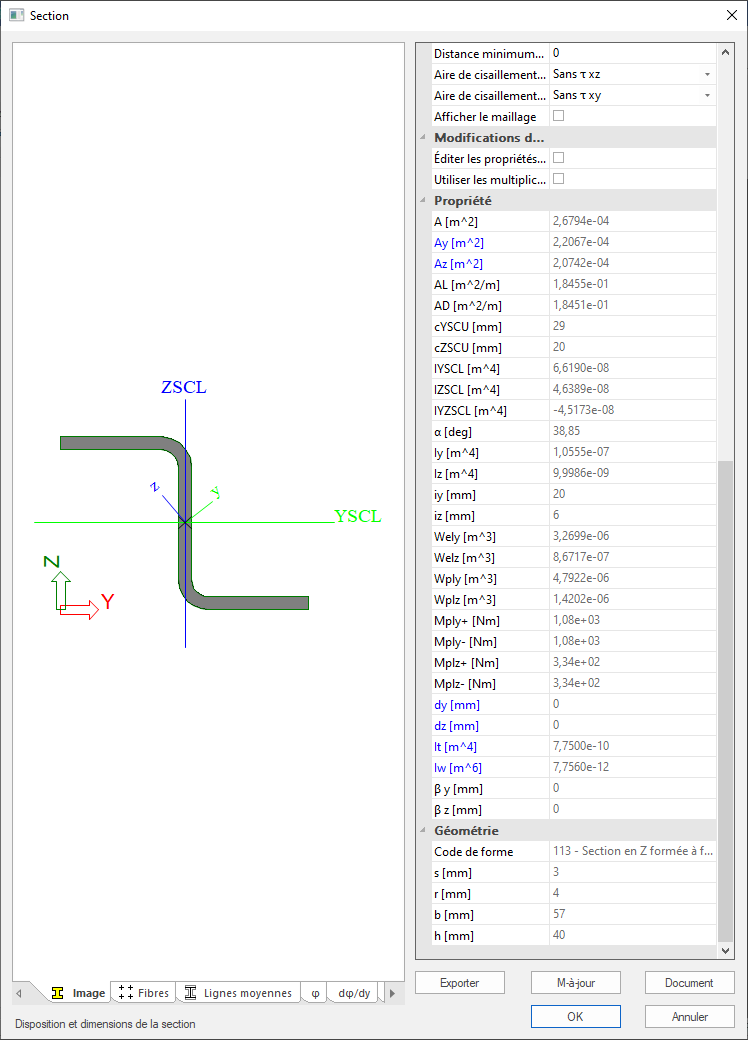 Section
Distance minimum... 0
Aire de cisaillement... Sans τ xz
Aire de cisaillement... Sans τ xy
Afficher le maillage
Modifications d...
Éditer les propriétés...
Utiliser les multiplic...
Propriété
A [m^2] 2,6794e-04
Ay [m^2] 2,2067e-04
Az [m^2] 2,0742e-04
AL [m^2/m] 1,8455e-01
AD [m^2/m] 1,8451e-01
cYSCU [mm] 29
cZSCU [mm] 20
IYSCL [m^4] 6,6190e-08
IZSCL [m^4] 4,6389e-08
IYZSCL [m^4] -4,5173e-08
α [deg] 38,85
Iy [m^4] 1,0555e-07
Iz [m^4] 9,9986e-09
iy [mm] 20
iz [mm] 6
Wely [m^3] 3,2699e-06
Welz [m^3] 8,6717e-07
Wply [m^3] 4,7922e-06
Wplz [m^3] 1,4202e-06
Mply+ [Nm] 1,08e+03
Mply- [Nm] 1,08e+03
Mplz+ [Nm] 3,34e+02
Mplz- [Nm] 3,34e+02
dy [mm] 0
dz [mm] 0
It [m^4] 7,7500e-10
Iw [m^6] 7,7560e-12
β y [mm] 0
β z [mm] 0
Géométrie
Code de forme 113 - Section en Z formée à f...
s [mm] 3
r [mm] 4
b [mm] 57
h [mm] 40
ZSCL
z
y
YSCL
Z
Y
Image Fibres Lignes moyennes φ dφ/dy
Exporter M-à-jour Document
OK Annuler
Disposition et dimensions de la section